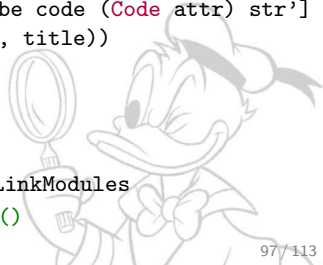 be code (Code attr) str']
, title))
LinkModules
()
97 / 113